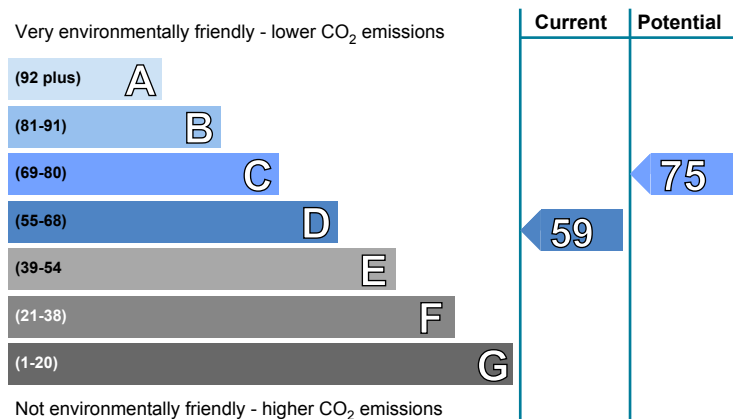 Very environmentally friendly - lower CO₂ emissions
Current
Potential
(92 plus) A
(81-91) B
(69-80) C
75
(55-68) D
59
(39-54 E
(21-38) F
(1-20) G
Not environmentally friendly - higher CO₂ emissions